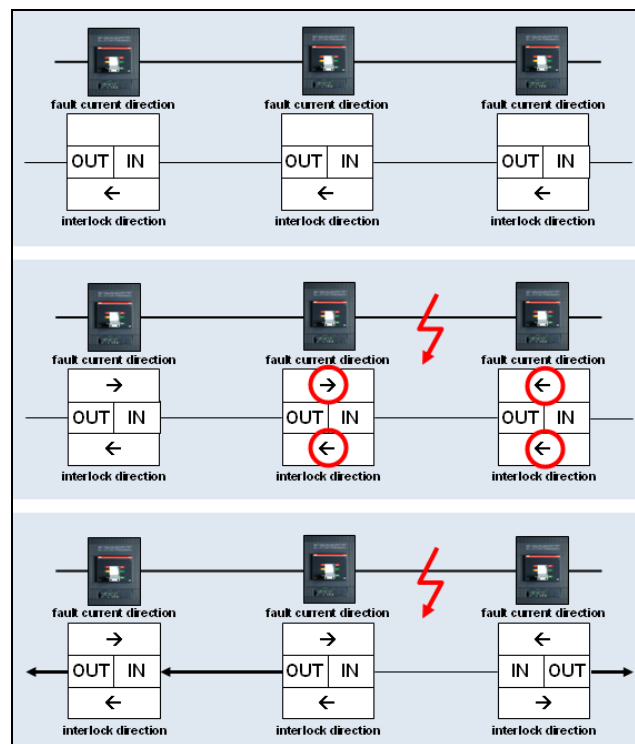 fault current direction fault current direction fault current direction
OUT IN OUT IN OUT IN
← ← ←
interlock direction interlock direction interlock direction
fault current direction fault current direction fault current direction
→ → ←
OUT IN OUT IN OUT IN
← ← ←
interlock direction interlock direction interlock direction
fault current direction fault current direction fault current direction
→ → ←
OUT IN OUT IN IN OUT
← ← →
interlock direction interlock direction interlock direction